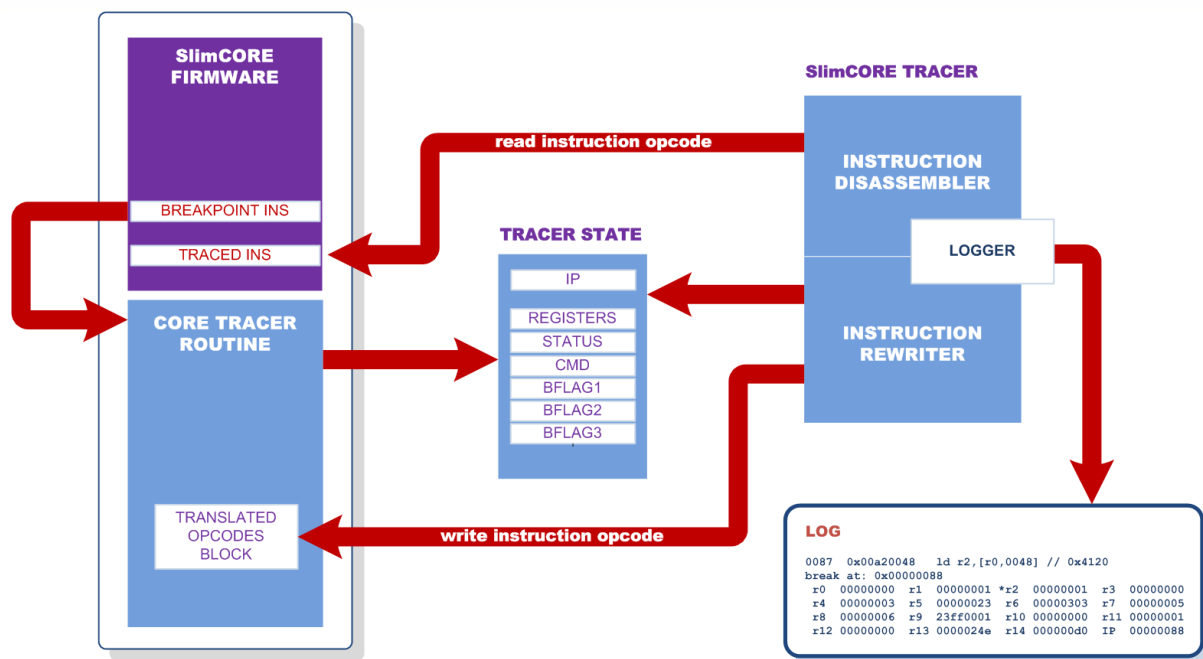 SlimCORE
FIRMWARE
BREAKPOINT INS
TRACED INS
CORE TRACER
ROUTINE
TRANSLATED
OPCODES
BLOCK
read instruction opcode
TRACER STATE
IP
REGISTERS
STATUS
CMD
BFLAG1
BFLAG2
BFLAG3
write instruction opcode
SlimCORE TRACER
INSTRUCTION
DISASSEMBLER
LOGGER
INSTRUCTION
REWRITER
LOG
0087 0x00a20048 ld r2,[r0,0048] // 0x4120
break at: 0x00000088
r0 00000000 r1 00000001 *r2 00000001 r3 00000000
r4 00000003 r5 00000023 r6 00000303 r7 00000005
r8 00000006 r9 23ff0001 r10 00000000 r11 00000001
r12 00000000 r13 0000024e r14 000000d0 IP 00000088